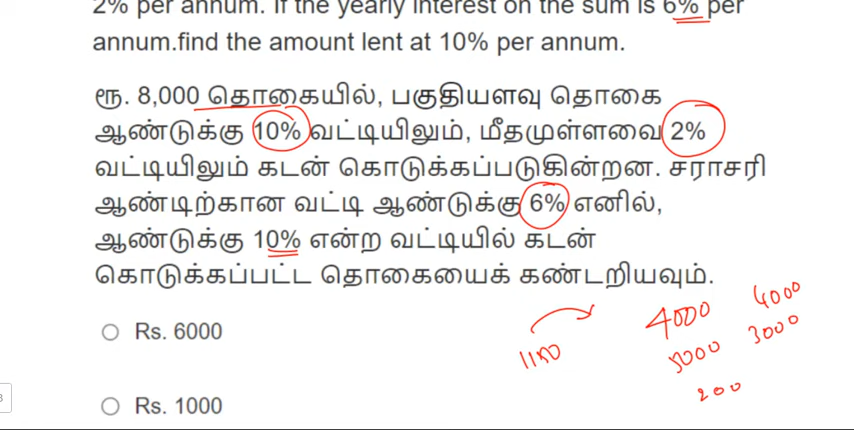 2% per annum. If the yearly interest on the sum is 6% per
annum.find the amount lent at 10% per annum.
ரூ. 8,000 தொகையில், பகுதியளவு தொகை
ஆண்டுக்கு 10% வட்டியிலும், மீதமுள்ளவை 2%
வட்டியிலும் கடன் கொடுக்கப்படுகின்றன. சராசரி
ஆண்டிற்கான வட்டி ஆண்டுக்கு 6% எனில்,
ஆண்டுக்கு 10% என்ற வட்டியில் கடன்
கொடுக்கப்பட்ட தொகையைக் கண்டறியவும்.
4000 4000
3000
200
Rs. 6000
Rs. 1000